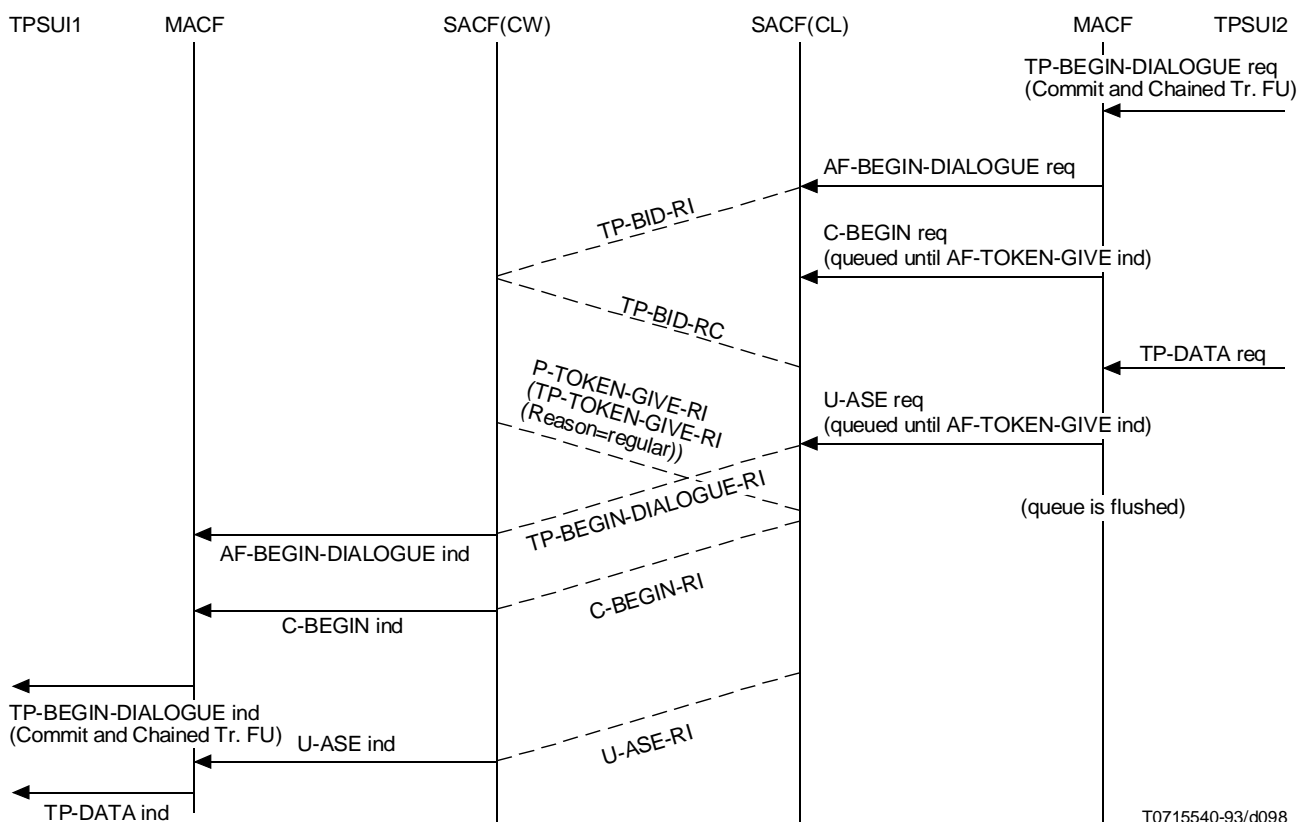 TPSUI1 MACF SACF(CW) SACF(CL) MACF TPSUI2
TP-BEGIN-DIALOGUE req
(Commit and Chained Tr. FU)
AF-BEGIN-DIALOGUE req
TP-BID-RI
C-BEGIN req
(queued until AF-TOKEN-GIVE ind)
TP-BID-RC
TP-DATA req
P-TOKEN-GIVE-RI
(TP-TOKEN-GIVE-RI
(Reason=regular))
U-ASE req
(queued until AF-TOKEN-GIVE ind)
TP-BEGIN-DIALOGUE-RI
(queue is flushed)
AF-BEGIN-DIALOGUE ind
C-BEGIN-RI
C-BEGIN ind
TP-BEGIN-DIALOGUE ind
(Commit and Chained Tr. FU)
U-ASE ind
U-ASE-RI
TP-DATA ind
T0715540-93/d098